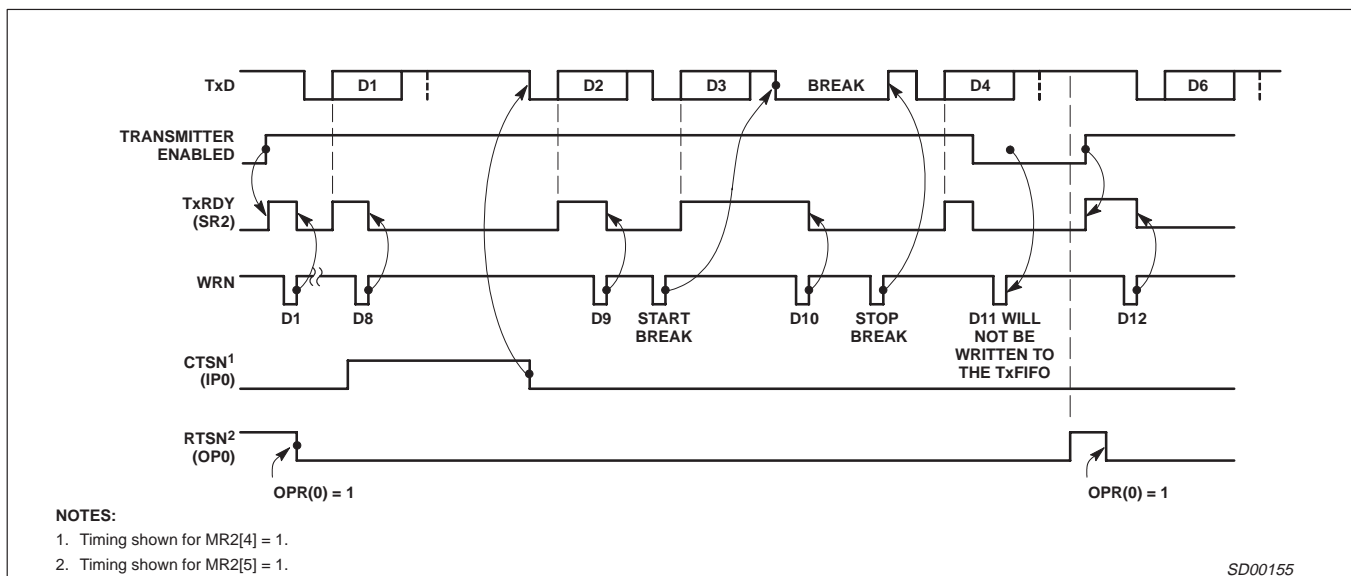 TxD
D1
D2
D3
BREAK
D4
D6
TRANSMITTER
ENABLED
TxRDY
(SR2)
WRN
D1
D8
D9
START
BREAK
D10
STOP
BREAK
D11 WILL
NOT BE
WRITTEN TO
THE TxFIFO
D12
CTSN1
(IP0)
RTSN2
(OP0)
OPR(0) = 1
OPR(0) = 1
NOTES:
1. Timing shown for MR2[4] = 1.
2. Timing shown for MR2[5] = 1.
SD00155